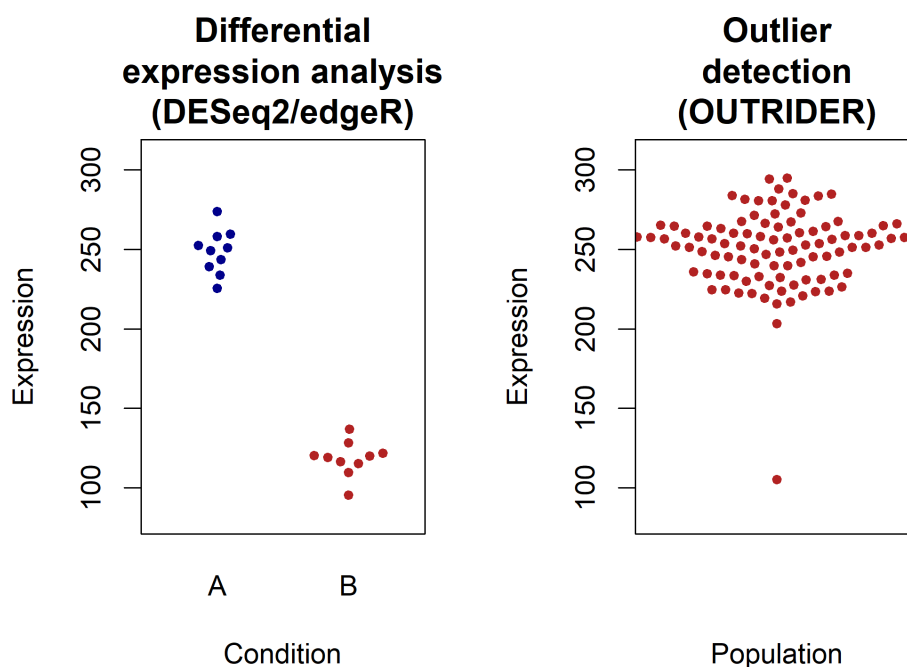 Differential
expression analysis
(DESeq2/edgeR)
Expression
300
250
200
150
100
A B
Condition
Outlier
detection
(OUTRIDER)
Expression
300
250
200
150
100
Population